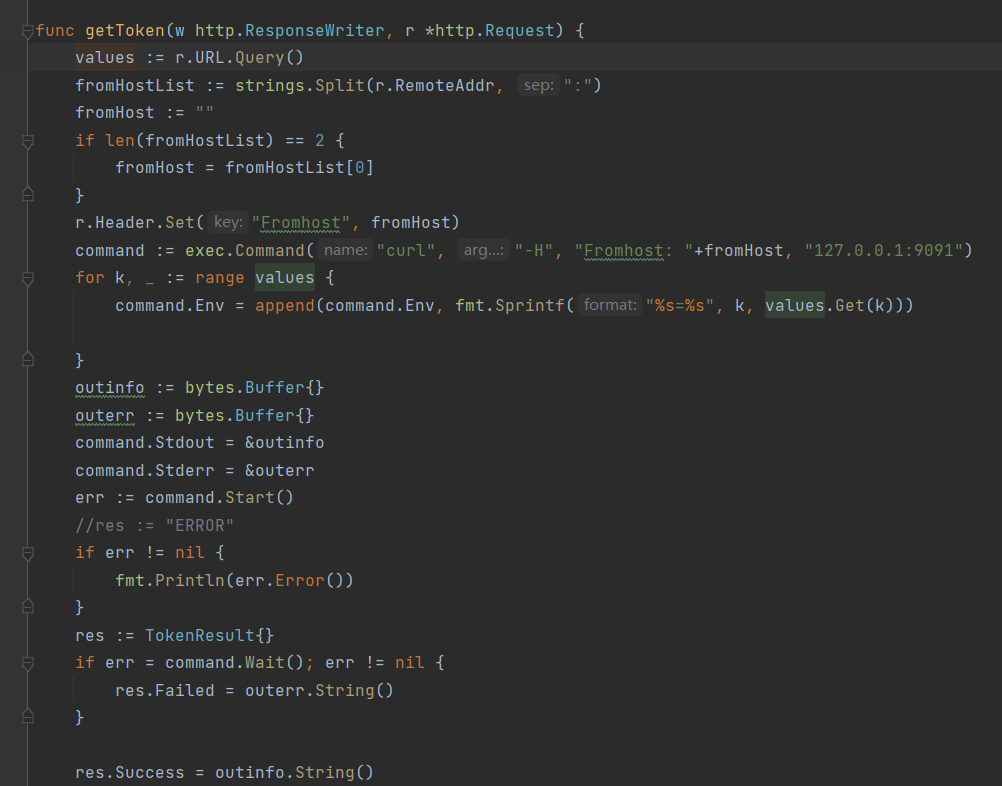 func getToken(w http.ResponseWriter, r *http.Request) {
    values := r.URL.Query()
    fromHostList := strings.Split(r.RemoteAddr, sep: ":")
    fromHost := ""
    if len(fromHostList) == 2 {
        fromHost = fromHostList[0]
    }
    r.Header.Set(key: "Fromhost", fromHost)
    command := exec.Command(name: "curl", arg...: "-H", "Fromhost: "+fromHost, "127.0.0.1:9091")
    for k, _ := range values {
        command.Env = append(command.Env, fmt.Sprintf(format: "%s=%s", k, values.Get(k)))
    }
    outinfo := bytes.Buffer{}
    outerr := bytes.Buffer{}
    command.Stdout = &outinfo
    command.Stderr = &outerr
    err := command.Start()
    //res := "ERROR"
    if err != nil {
        fmt.Println(err.Error())
    }
    res := TokenResult{}
    if err = command.Wait(); err != nil {
        res.Failed = outerr.String()
    }
    res.Success = outinfo.String()